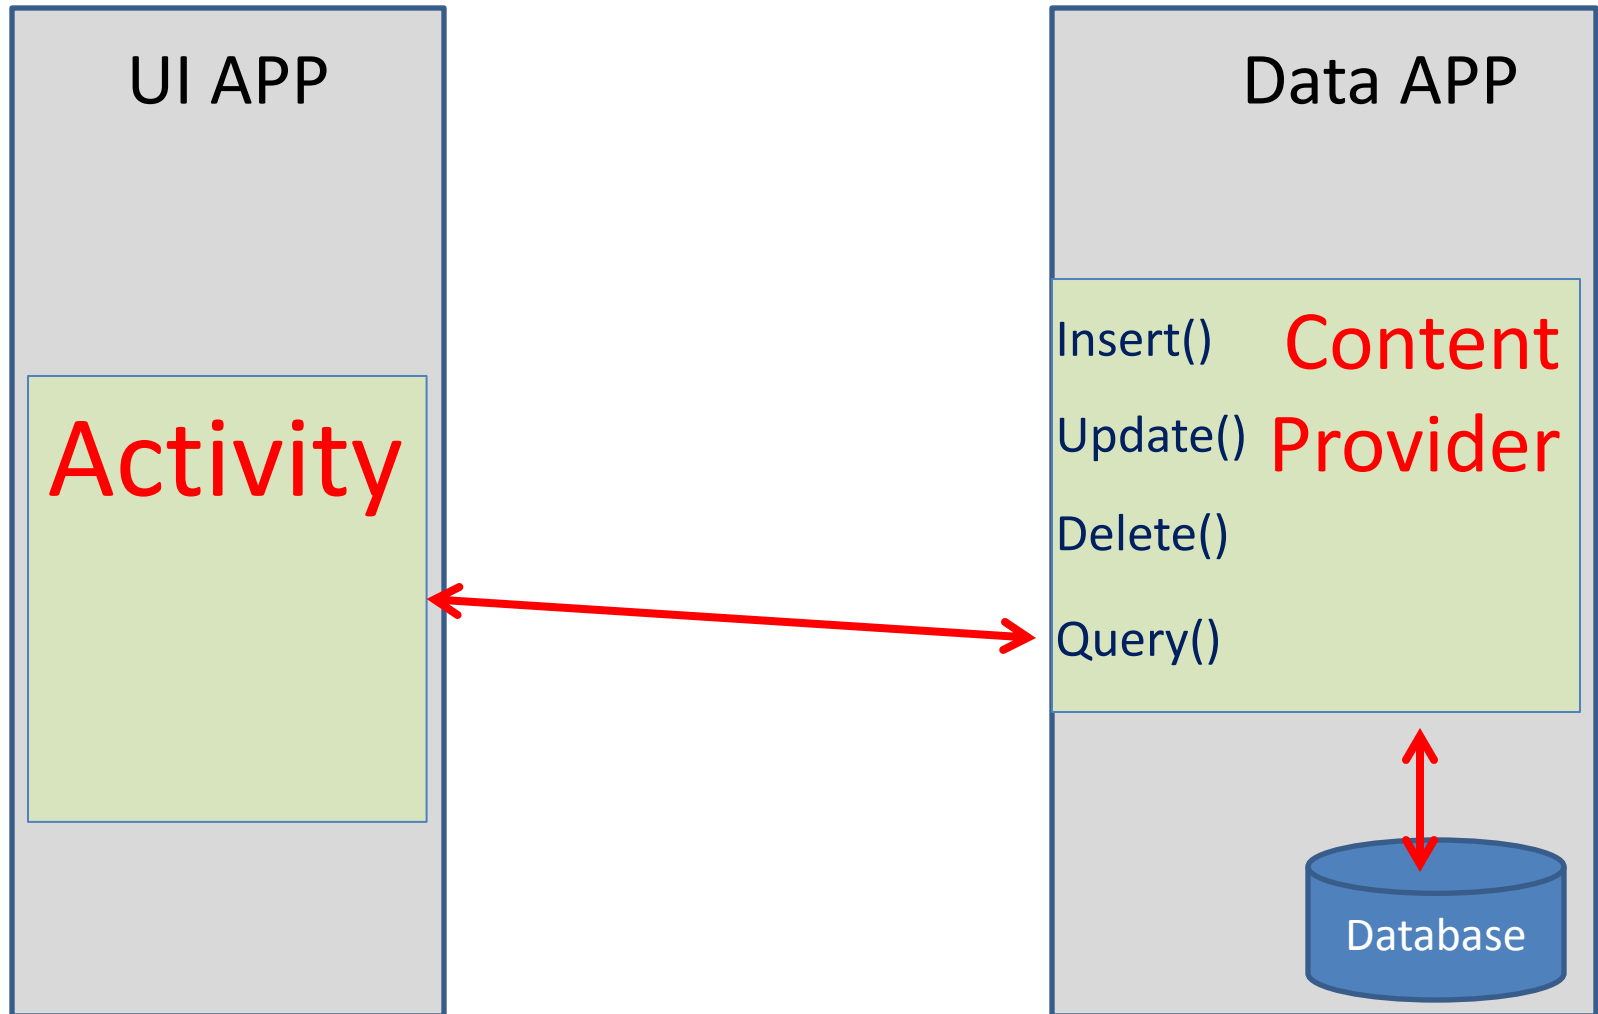 UI APP
Activity
Data APP
Insert()
Content
Update()
Provider
Delete()
Query()
Database